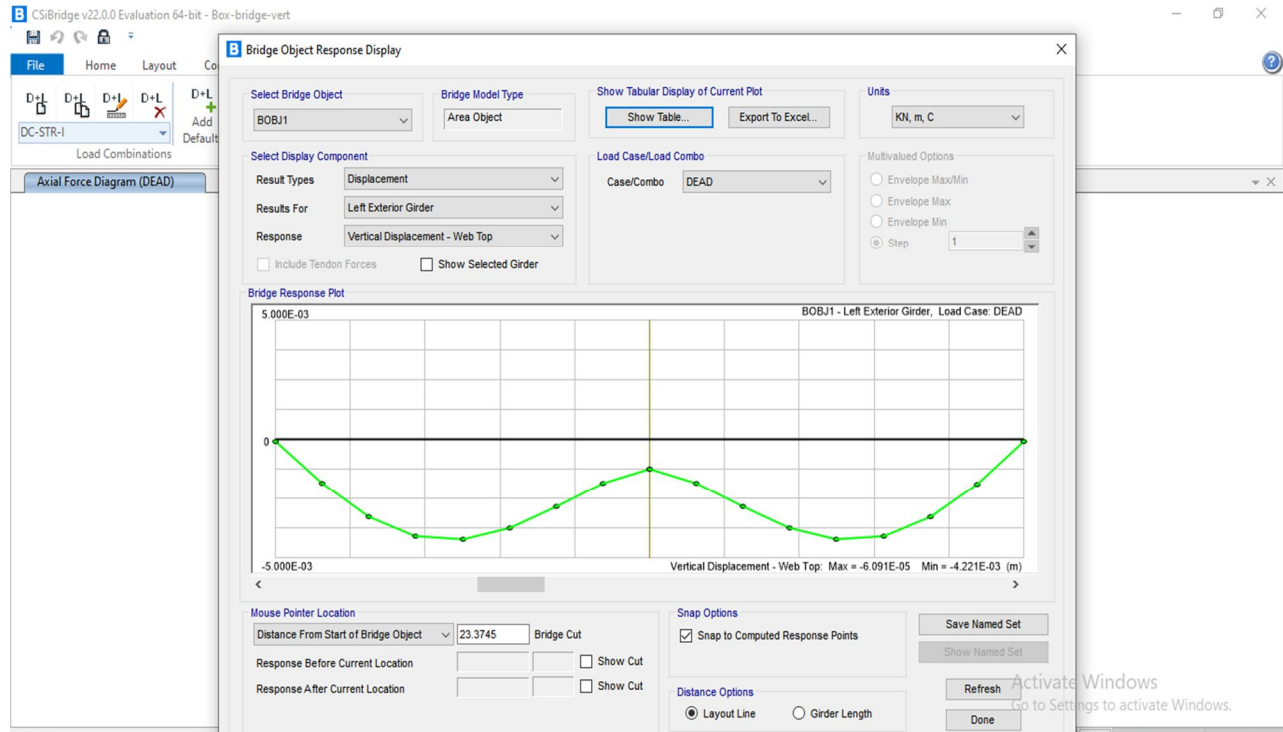 B CSiBridge v22.0.0 Evaluation 64-bit - Box-bridge-vert
File Home Layout Co
D+L D+L D+L D+L D+L
Add
Default
DC-STR-I
Load Combinations
Axial Force Diagram (DEAD)
B Bridge Object Response Display
Select Bridge Object
BOBJ1
Bridge Model Type
Area Object
Show Tabular Display of Current Plot
Show Table... Export To Excel...
Units
KN, m, C
Select Display Component
Result Types Displacement
Results For Left Exterior Girder
Response Vertical Displacement - Web Top
Include Tendon Forces Show Selected Girder
Load Case/Load Combo
Case/Combo DEAD
Multivalued Options
Envelope Max/Min
Envelope Max
Envelope Min
Step 1
Bridge Response Plot
5.000E-03 BOBJ1 - Left Exterior Girder, Load Case: DEAD
0
-5.000E-03 Vertical Displacement - Web Top: Max = -6.091E-05 Min = -4.221E-03 (m)
Mouse Pointer Location
Distance From Start of Bridge Object 23.3745 Bridge Cut
Response Before Current Location Show Cut
Response After Current Location Show Cut
Snap Options
Snap to Computed Response Points
Distance Options
Layout Line Girder Length
Save Named Set
Show Named Set
Refresh
Done
Activate Windows
Go to Settings to activate Windows.